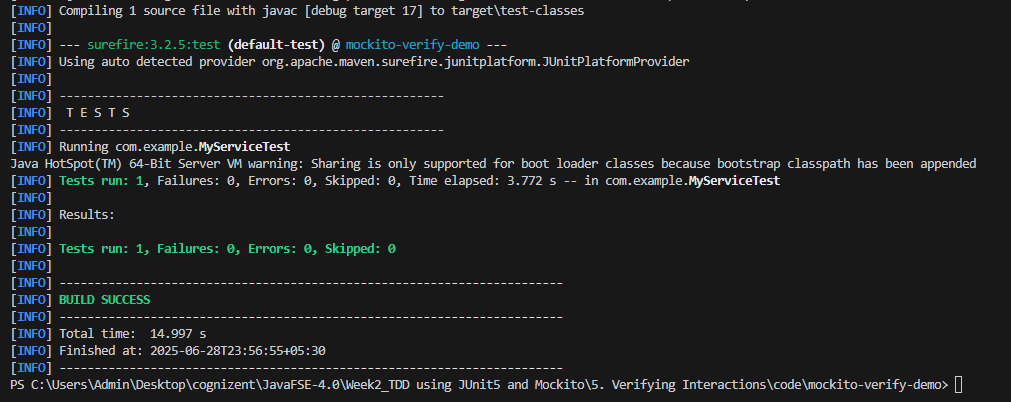 [INFO] Compiling 1 source file with javac [debug target 17] to target\test-classes
[INFO]
[INFO] --- surefire:3.2.5:test (default-test) @ mockito-verify-demo ---
[INFO] Using auto detected provider org.apache.maven.surefire.junitplatform.JUnitPlatformProvider
[INFO]
[INFO] -------------------------------------------------------
[INFO]  T E S T S
[INFO] -------------------------------------------------------
[INFO] Running com.example.MyServiceTest
Java HotSpot(TM) 64-Bit Server VM warning: Sharing is only supported for boot loader classes because bootstrap classpath has been appended
[INFO] Tests run: 1, Failures: 0, Errors: 0, Skipped: 0, Time elapsed: 3.772 s -- in com.example.MyServiceTest
[INFO]
[INFO] Results:
[INFO]
[INFO] Tests run: 1, Failures: 0, Errors: 0, Skipped: 0
[INFO]
[INFO] ------------------------------------------------------------------------
[INFO] BUILD SUCCESS
[INFO] ------------------------------------------------------------------------
[INFO] Total time:  14.997 s
[INFO] Finished at: 2025-06-28T23:56:55+05:30
[INFO] ------------------------------------------------------------------------
PS C:\Users\Admin\Desktop\cognizent\JavaFSE-4.0\Week2_TDD using JUnit5 and Mockito\5. Verifying Interactions\code\mockito-verify-demo>